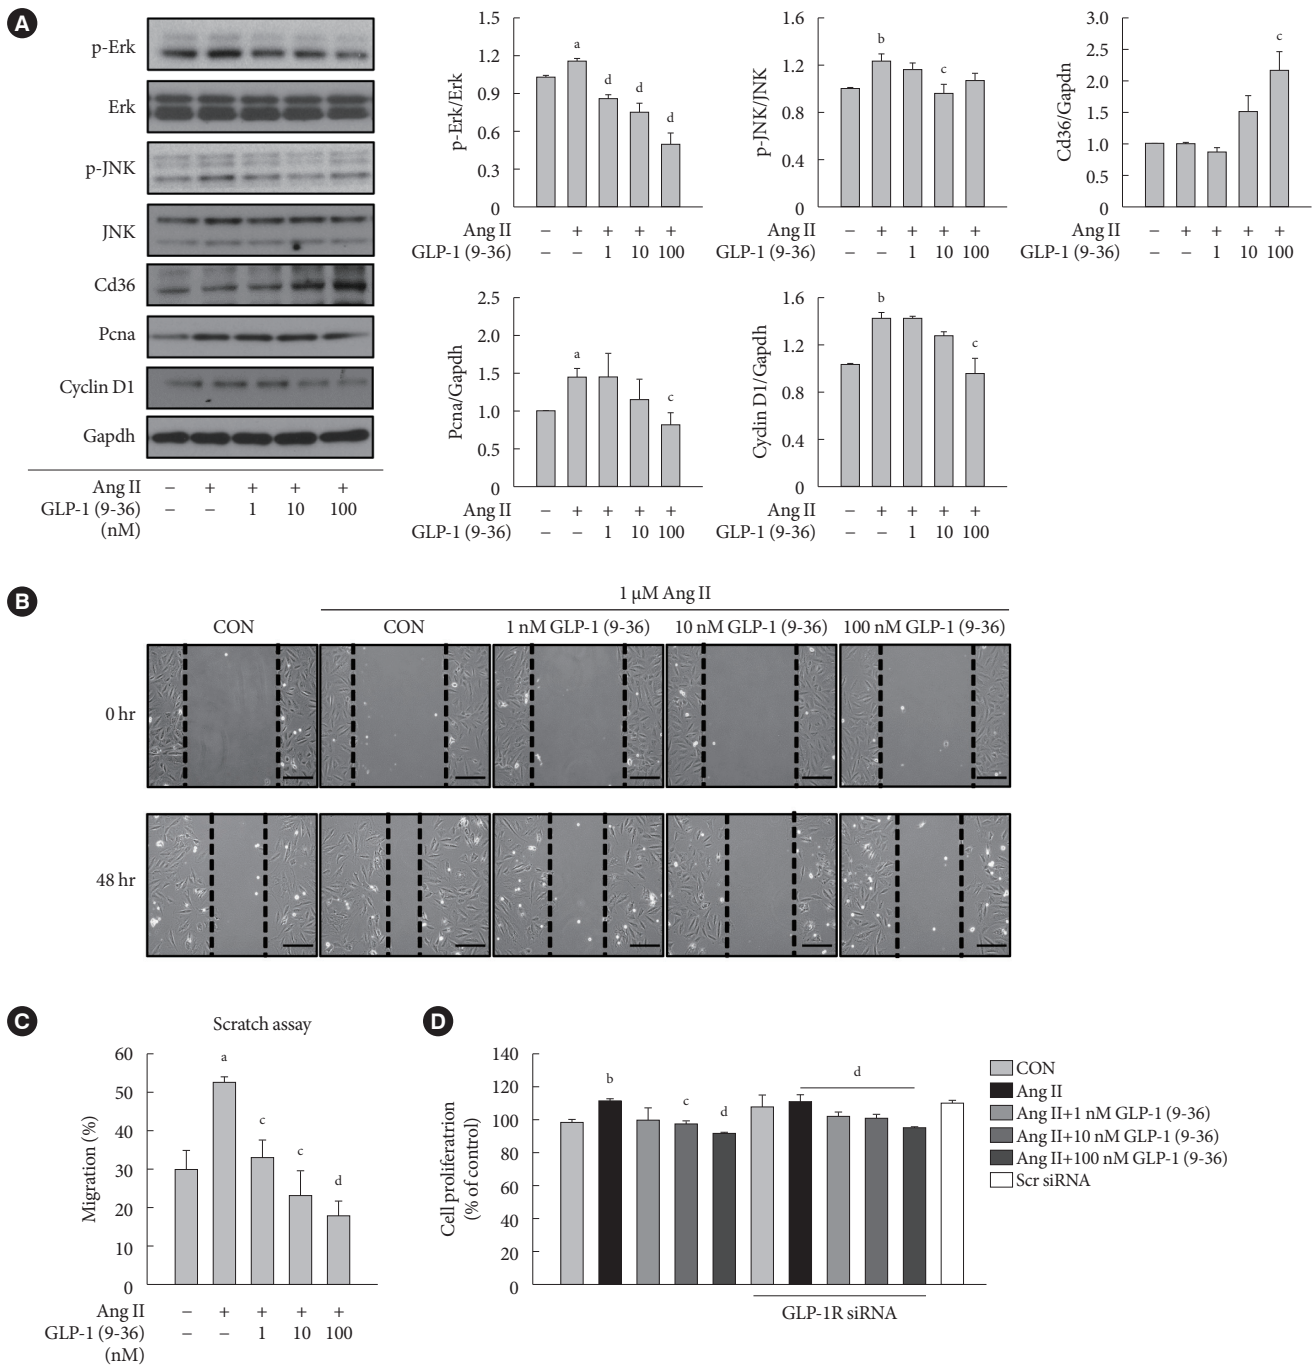 A
p-Erk
Erk
p-JNK
JNK
Cd36
Pcna
Cyclin D1
Gapdh
Ang II − + + + +
GLP-1 (9-36) − − 1 10 100
(nM)
p-Erk/Erk
1.5
1.2
0.9
0.6
0.3
0
a d d d
Ang II − + + + +
GLP-1 (9-36) − − 1 10 100
p-JNK/JNK
1.6
1.2
0.8
0.4
0
b c
Ang II − + + + +
GLP-1 (9-36) − − 1 10 100
Cd36/Gapdn
3.0
2.5
2.0
1.5
1.0
0.5
0
c
Ang II − + + + +
GLP-1 (9-36) − − 1 10 100
Pcna/Gapdh
2.5
2.0
1.5
1.0
0.5
0
a c
Ang II − + + + +
GLP-1 (9-36) − − 1 10 100
Cyclin D1/Gapdh
1.6
1.2
0.8
0.4
0
b c
Ang II − + + + +
GLP-1 (9-36) − − 1 10 100
B
1 μM Ang II
CON CON 1 nM GLP-1 (9-36) 10 nM GLP-1 (9-36) 100 nM GLP-1 (9-36)
0 hr
48 hr
C
Scratch assay
Migration (%)
60
50
40
30
20
10
0
a c c d
Ang II − + + + +
GLP-1 (9-36) − − 1 10 100
(nM)
D
Cell proliferatrion
(% of control)
140
120
100
80
60
40
20
0
b c d d
GLP-1R siRNA
CON
Ang II
Ang II+1 nM GLP-1 (9-36)
Ang II+10 nM GLP-1 (9-36)
Ang II+100 nM GLP-1 (9-36)
Scr siRNA